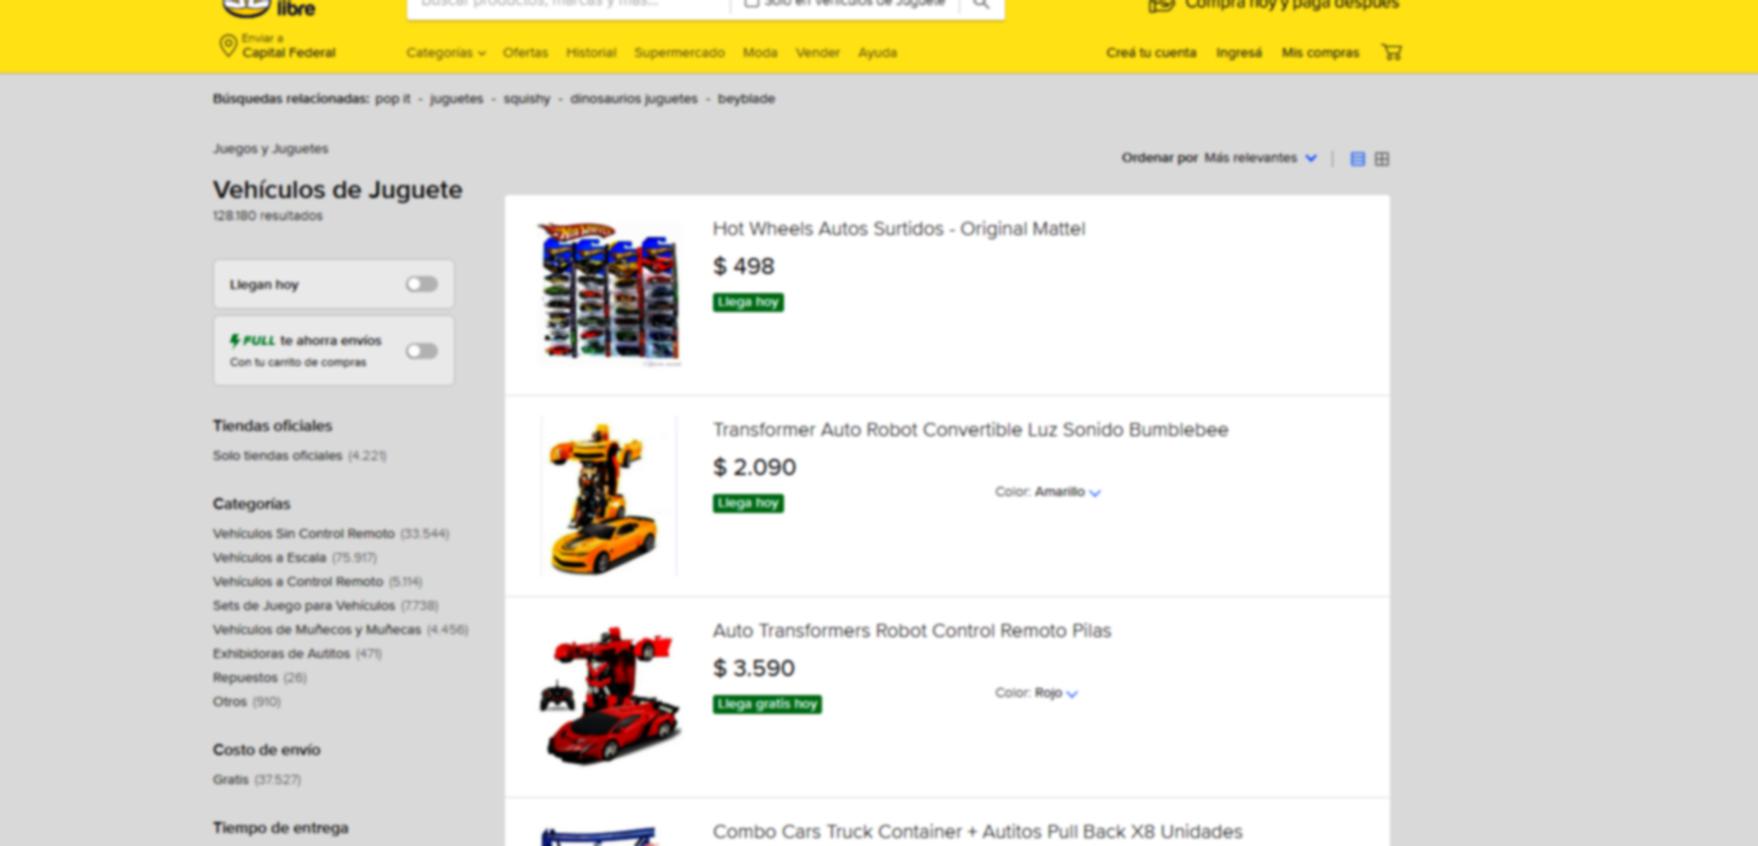 libre
Buscar productos, marcas y más...
Solo en Vehículos de Juguete
Compra hoy y paga después
Enviar a
Capital Federal
Categorías Ofertas Historial Supermercado Moda Vender Ayuda
Creá tu cuenta Ingresá Mis compras
Búsquedas relacionadas: pop it - juguetes - squishy - dinosaurios juguetes - beyblade
Juegos y Juguetes
Ordenar por Más relevantes
Vehículos de Juguete
128.180 resultados
Llegan hoy
FULL te ahorra envíos
Con tu carrito de compras
Tiendas oficiales
Solo tiendas oficiales (4.221)
Categorías
Vehículos Sin Control Remoto (33.544)
Vehículos a Escala (75.917)
Vehículos a Control Remoto (5.114)
Sets de Juego para Vehículos (7.738)
Vehículos de Muñecos y Muñecas (4.456)
Exhibidoras de Autitos (471)
Repuestos (26)
Otros (910)
Costo de envío
Gratis (37.527)
Tiempo de entrega
Hot Wheels
Hot Wheels Autos Surtidos - Original Mattel
$ 498
Llega hoy
Transformer Auto Robot Convertible Luz Sonido Bumblebee
$ 2.090
Llega hoy
Color: Amarillo
Auto Transformers Robot Control Remoto Pilas
$ 3.590
Llega gratis hoy
Color: Rojo
Combo Cars Truck Container + Autitos Pull Back X8 Unidades